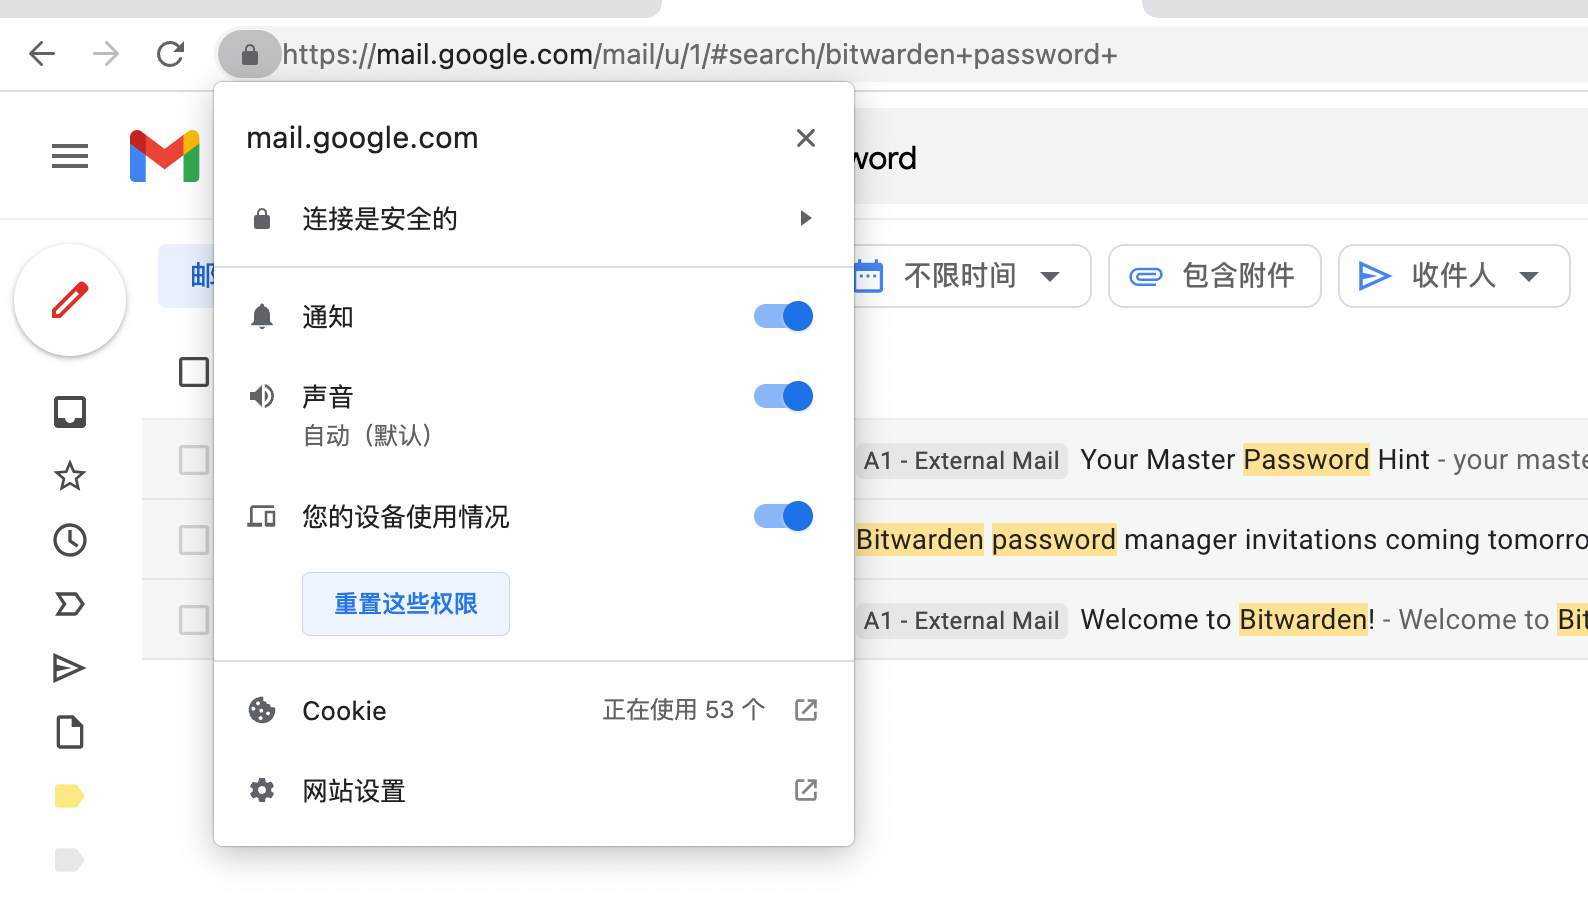 https://mail.google.com/mail/u/1/#search/bitwarden+password+
mail.google.com
连接是安全的
通知
声音
自动（默认）
您的设备使用情况
重置这些权限
Cookie 正在使用 53 个
网站设置
word
不限时间 包含附件 收件人
A1 - External Mail Your Master Password Hint - your maste
Bitwarden password manager invitations coming tomorro
A1 - External Mail Welcome to Bitwarden! - Welcome to Bit